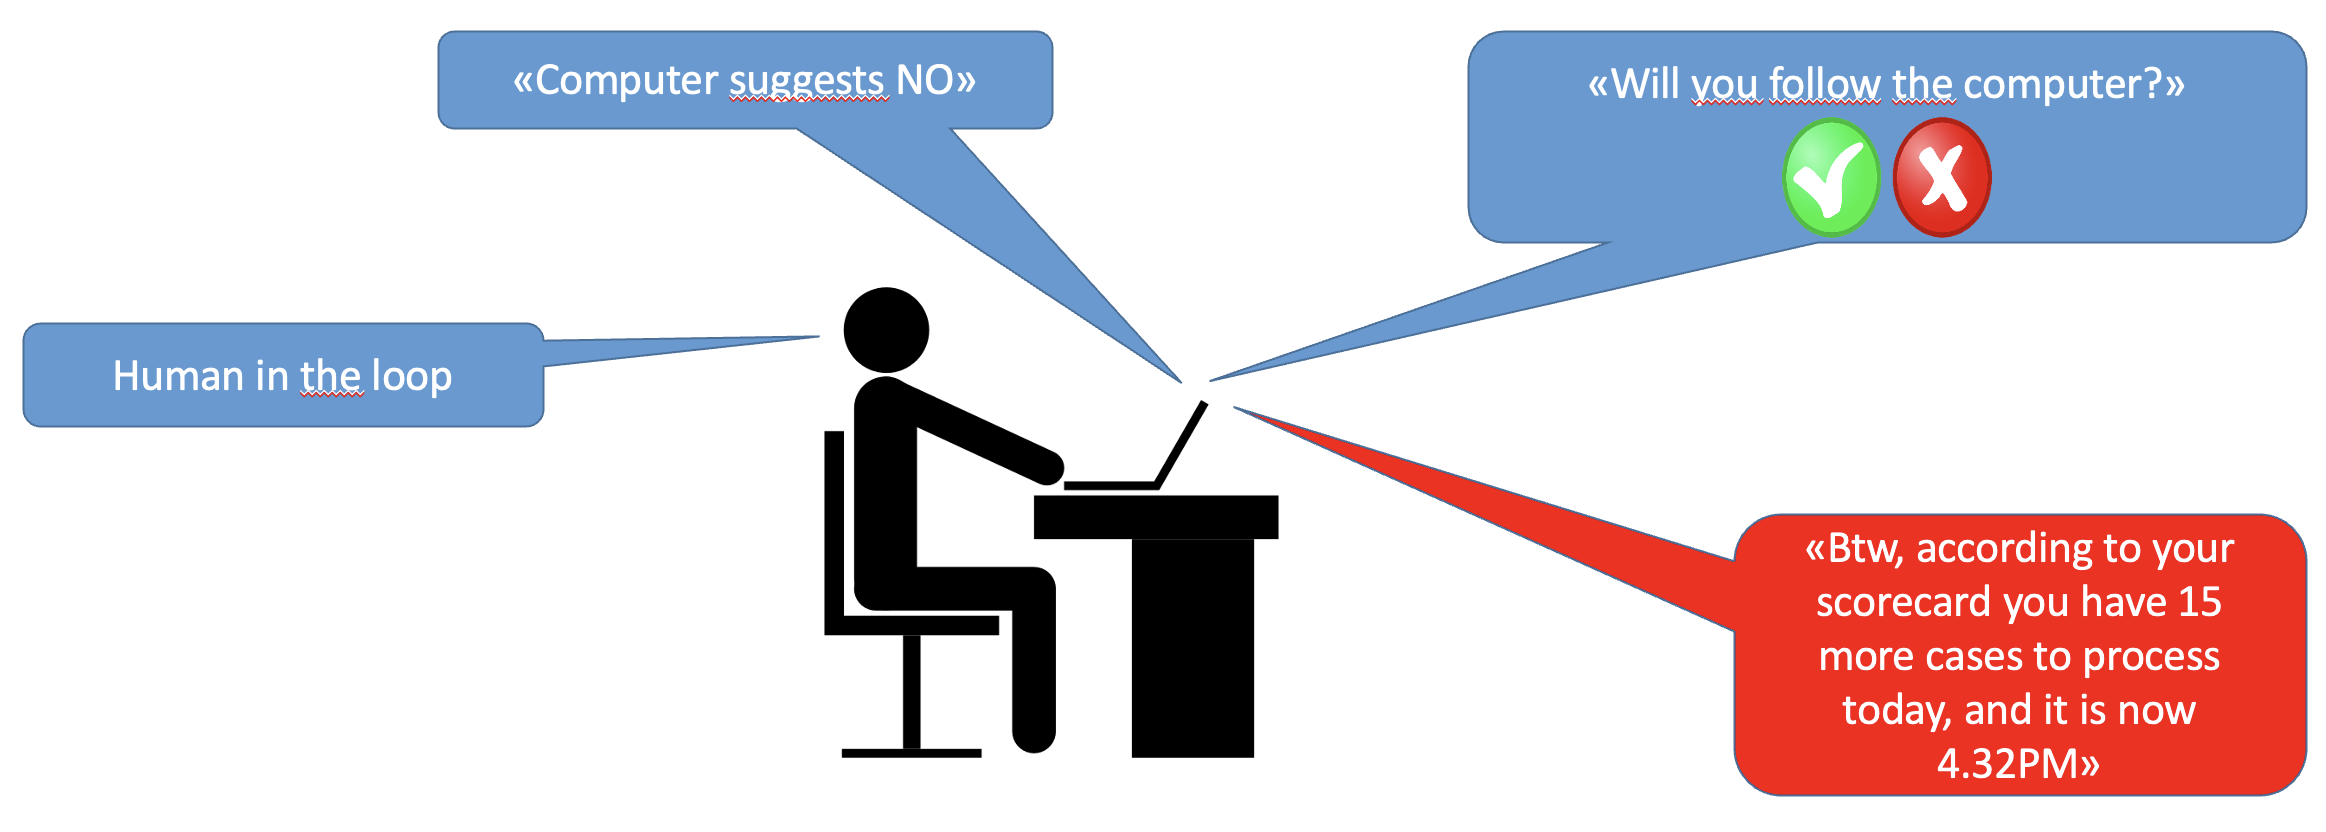 «Computer suggests NO»
«Will you follow the computer?»
Human in the loop
«Btw, according to your
scorecard you have 15
more cases to process
today, and it is now
4.32PM»